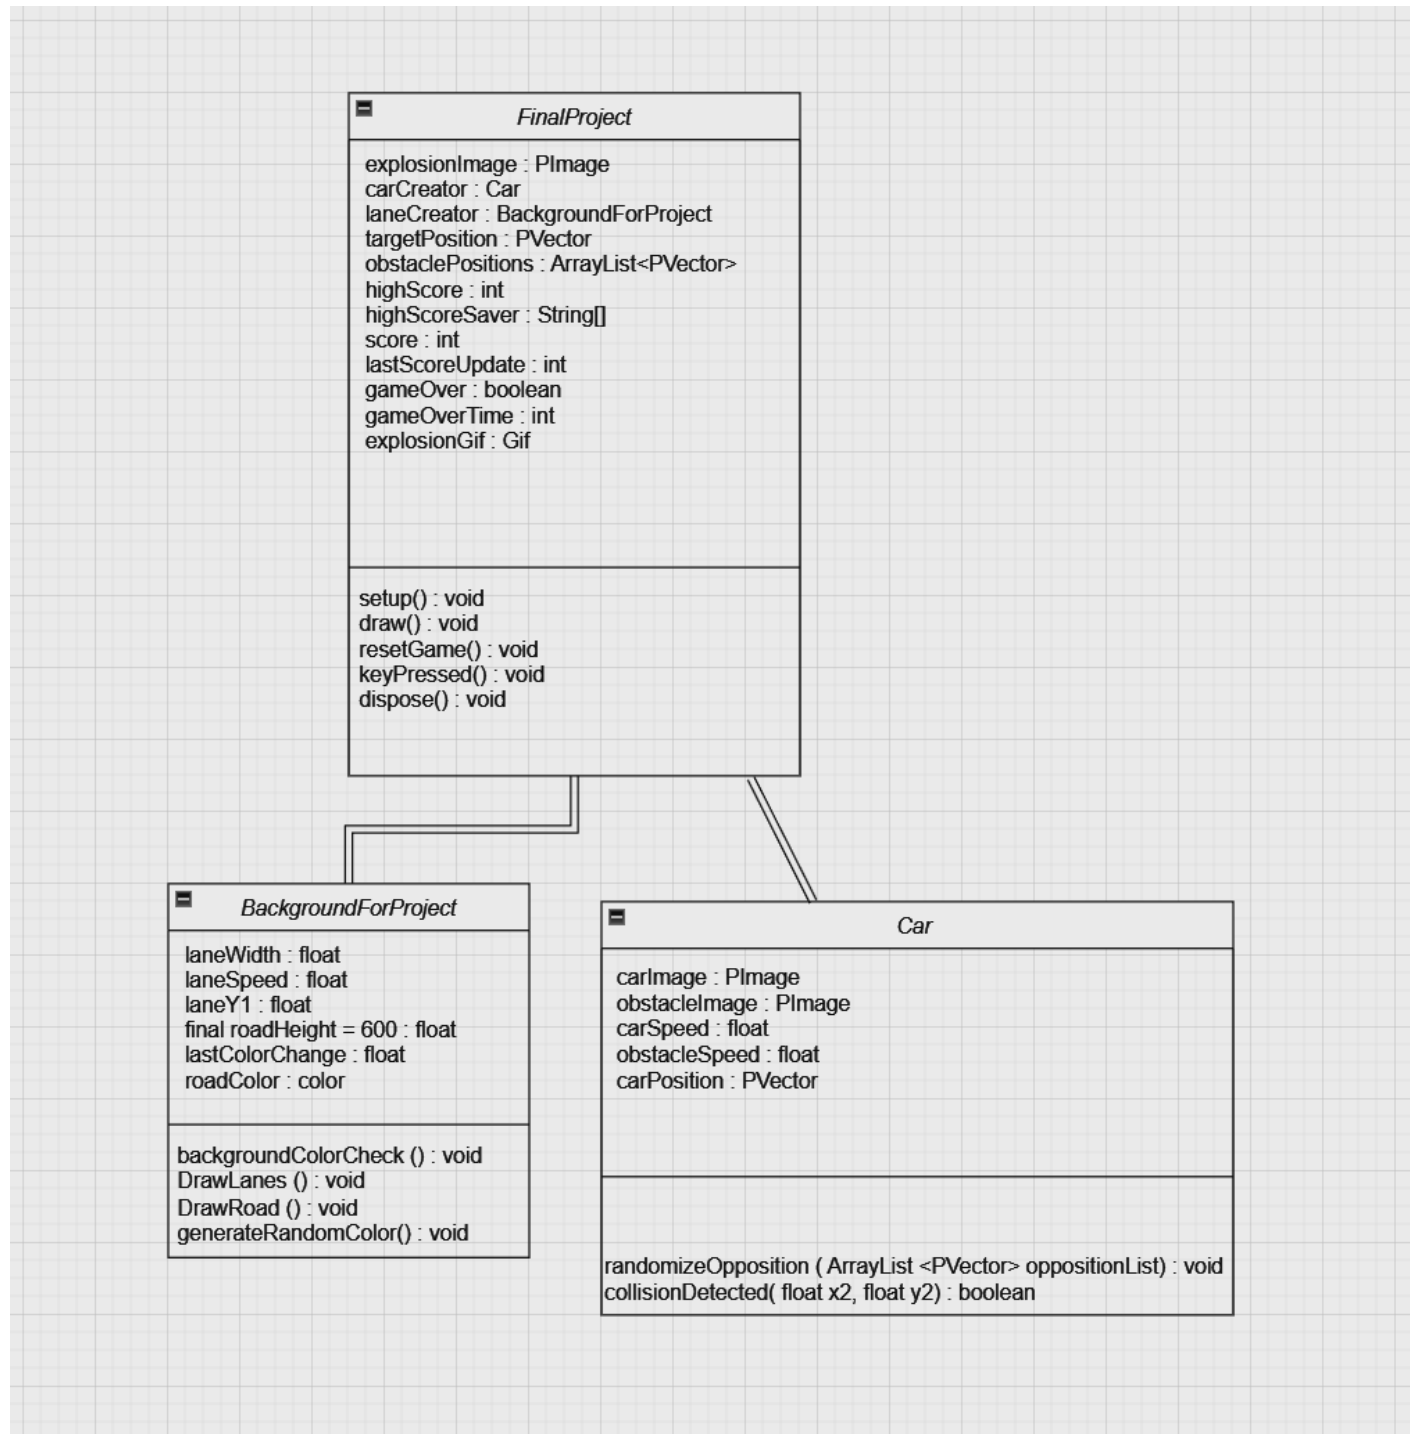 FinalProject
explosionImage : PImage
carCreator : Car
laneCreator : BackgroundForProject
targetPosition : PVector
obstaclePositions : ArrayList<PVector>
highScore : int
highScoreSaver : String[]
score : int
lastScoreUpdate : int
gameOver : boolean
gameOverTime : int
explosionGif : Gif
setup() : void
draw() : void
resetGame() : void
keyPressed() : void
dispose() : void
BackgroundForProject
laneWidth : float
laneSpeed : float
laneY1 : float
final roadHeight = 600 : float
lastColorChange : float
roadColor : color
backgroundColorCheck () : void
DrawLanes () : void
DrawRoad () : void
generateRandomColor() : void
Car
carImage : PImage
obstacleImage : PImage
carSpeed : float
obstacleSpeed : float
carPosition : PVector
randomizeOpposition ( ArrayList <PVector> oppositionList) : void
collisionDetected( float x2, float y2) : boolean